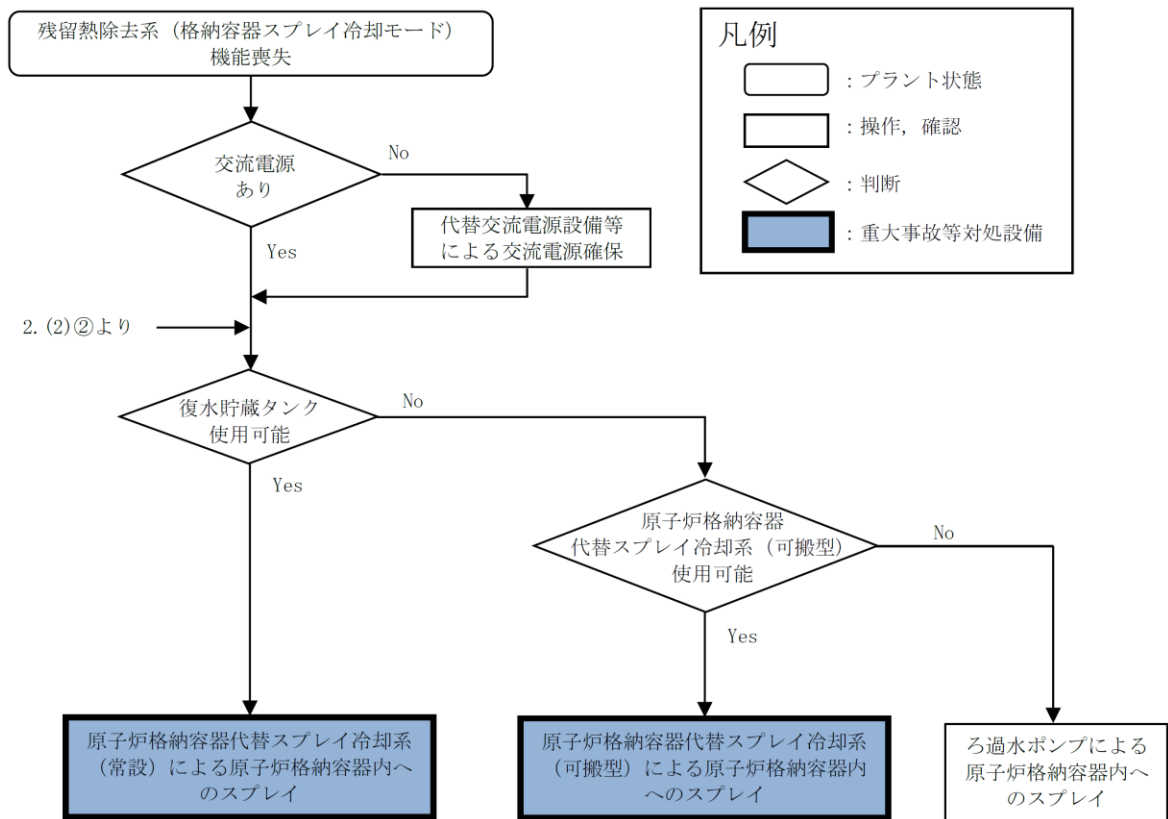 残留熱除去系（格納容器スプレイ冷却モード）
機能喪失
凡例
：プラント状態
：操作，確認
：判断
：重大事故等対処設備
交流電源
あり
No
Yes
代替交流電源設備等
による交流電源確保
2.(2)②より
復水貯蔵タンク
使用可能
No
Yes
原子炉格納容器
代替スプレイ冷却系（可搬型）
使用可能
No
Yes
原子炉格納容器代替スプレイ冷却系
（常設）による原子炉格納容器内へ
のスプレイ
原子炉格納容器代替スプレイ冷却系
（可搬型）による原子炉格納容器内
へのスプレイ
ろ過水ポンプによる
原子炉格納容器内へ
のスプレイ